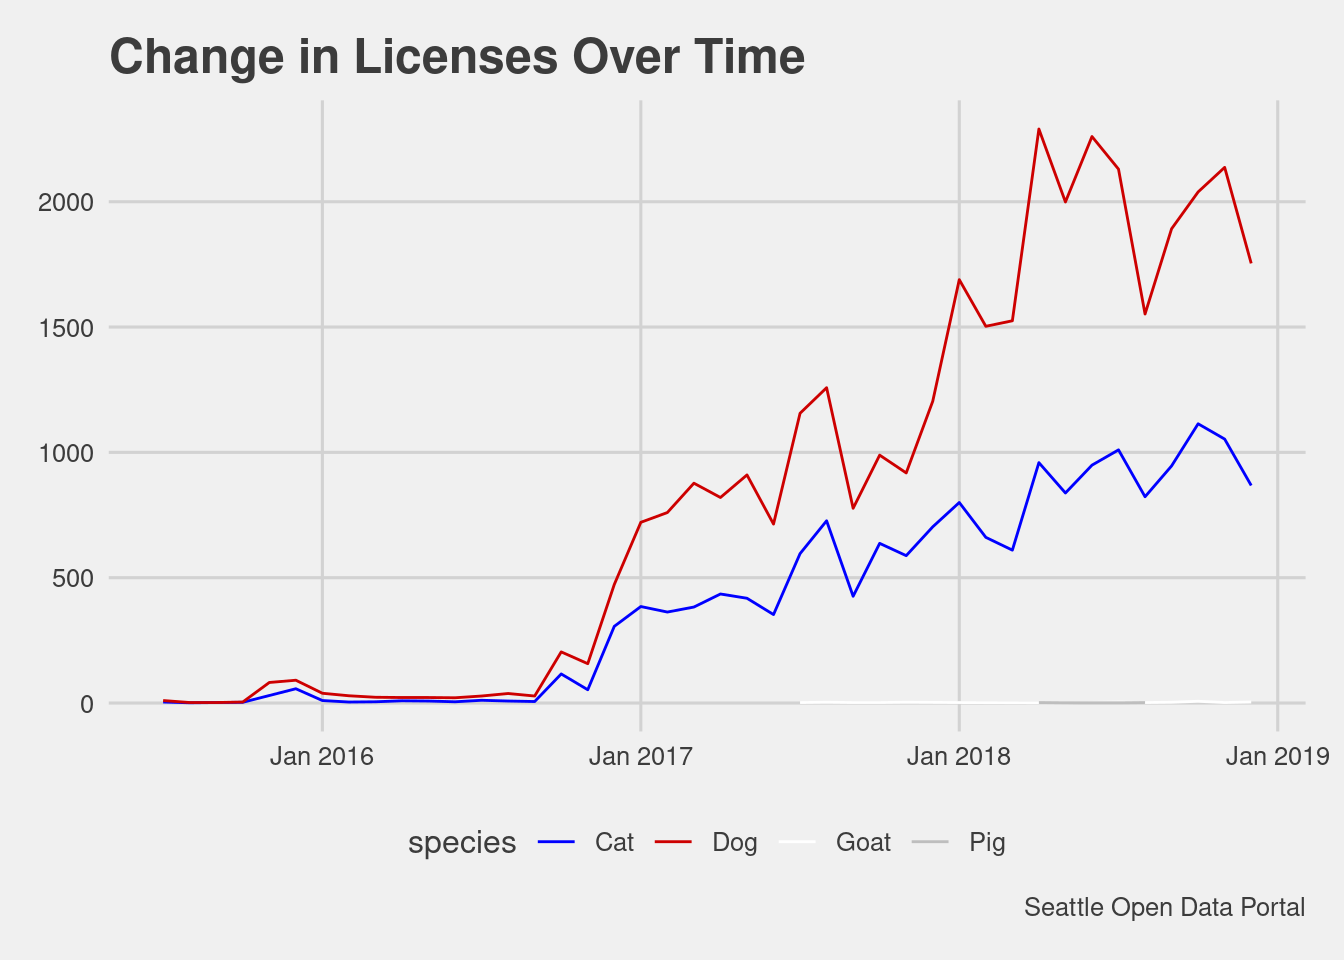 Change in Licenses Over Time
2000
1500
1000
500
0
Jan 2016 Jan 2017 Jan 2018 Jan 2019
species Cat Dog Goat Pig
Seattle Open Data Portal